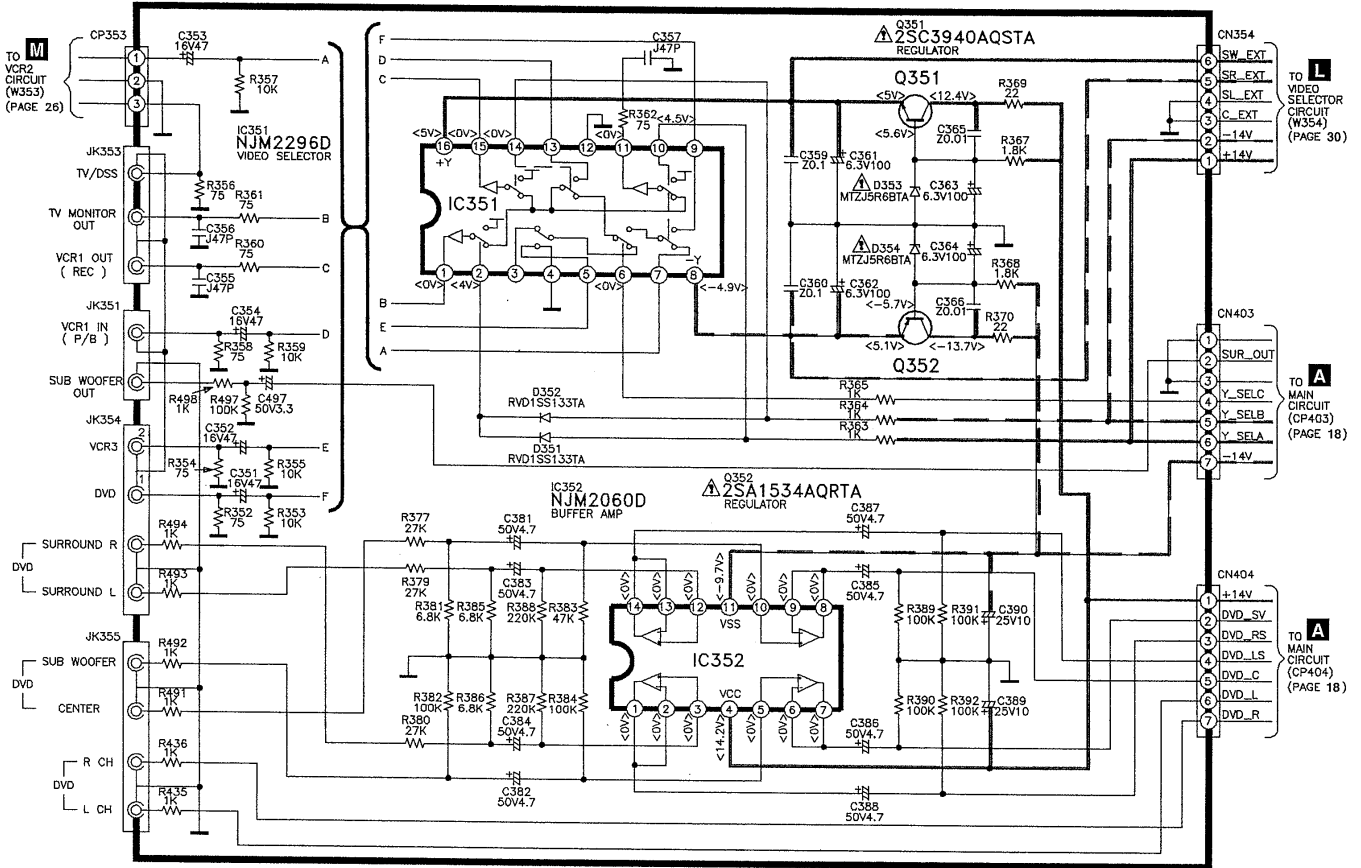 CP353
TO M
VCR2
CIRCUIT
(W353)
(PAGE 26)
1
2
3
C353
16V47
A
R357
10K
IC351
NJM2296D
VIDEO SELECTOR
JK353
TV/DSS
R356
75
R361
75
TV MONITOR
OUT
B
C356
J47P
R360
75
VCR1 OUT
( REC )
C
C355
J47P
JK351
VCR1 IN
( P/B )
C354
16V47
D
R358
75
R359
10K
SUB WOOFER
OUT
R498
1K
R497
100K
C497
50V3.3
JK354
2
VCR3
C352
16V47
E
R354
75
C351
16V47
R355
10K
1
DVD
F
R352
75
R353
10K
R494
1K
SURROUND R
DVD
R493
1K
SURROUND L
JK355
R492
1K
SUB WOOFER
DVD
R491
1K
CENTER
R436
1K
R CH
DVD
R435
1K
L CH
F
D
C
C357
J47P
R362
75
<5V>
<0V>
<0V>
<4.5V>
16
15
14
13
12
11
10
9
+Y
IC351
-Y
1
2
3
4
5
6
7
8
<0V>
<4V>
<0V>
<-4.9V>
B
E
A
D352
RVD1SS133TA
D351
RVD1SS133TA
Q351
2SC3940AQSTA
REGULATOR
Q351
<5V>
<12.4V>
<5.6V>
R369
22
C365
Z0.01
R367
1.8K
C359
Z0.1
C361
6.3V100
D353
MTZJ5R6BTA
C363
6.3V100
D354
MTZJ5R6BTA
C364
6.3V100
R368
1.8K
C360
Z0.1
C362
6.3V100
<-5.7V>
C366
Z0.01
R370
22
<5.1V>
<-13.7V>
Q352
R365
1K
R364
1K
R363
1K
Q352
2SA1534AQRTA
REGULATOR
IC352
NJM2060D
BUFFER AMP
R377
27K
C381
50V4.7
C387
50V4.7
R379
27K
C383
50V4.7
C385
50V4.7
R381
6.8K
R385
6.8K
R388
220K
R383
47K
<0V>
<0V>
<0V>
<-9.7V>
<0V>
<0V>
<0V>
14
13
12
11
10
9
8
VSS
IC352
VCC
1
2
3
4
5
6
7
<0V>
<0V>
<0V>
<14.2V>
<0V>
<0V>
<0V>
R389
100K
R391
100K
C390
25V10
R382
100K
R386
6.8K
R387
220K
R384
100K
R390
100K
R392
100K
C389
25V10
R380
27K
C384
50V4.7
C386
50V4.7
C382
50V4.7
C388
50V4.7
CN354
6 SW_EXT
5 SR_EXT
4 SL_EXT
3 C_EXT
2 -14V
1 +14V
TO L
VIDEO
SELECTOR
CIRCUIT
(W354)
(PAGE 30)
CN403
1
2 SUR_OUT
3
4 Y_SELC
5 Y_SELB
6 Y_SELA
7 -14V
TO A
MAIN
CIRCUIT
(CP403)
(PAGE 18)
CN404
1 +14V
2 DVD_SV
3 DVD_RS
4 DVD_LS
5 DVD_C
6 DVD_L
7 DVD_R
TO A
MAIN
CIRCUIT
(CP404)
(PAGE 18)